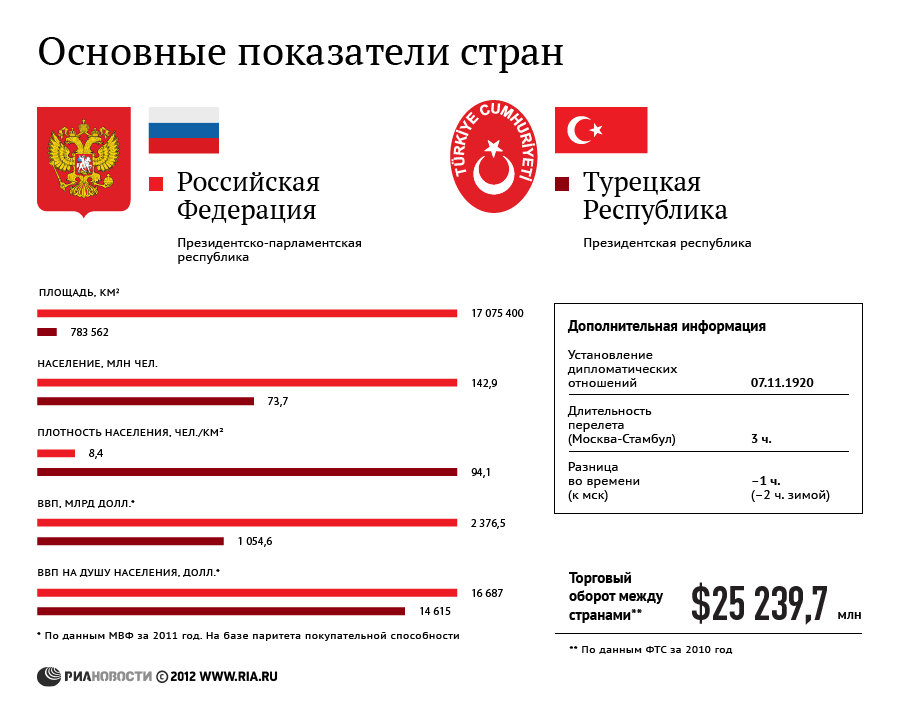 Основные показатели стран
Российская
Федерация
Президентско-парламентская
республика
TÜRKİYE CUMHURİYETİ
Турецкая
Республика
Президентская республика
ПЛОЩАДЬ, КМ²
17 075 400
783 562
НАСЕЛЕНИЕ, МЛН ЧЕЛ.
142,9
73,7
ПЛОТНОСТЬ НАСЕЛЕНИЯ, ЧЕЛ./КМ²
8,4
94,1
ВВП, МЛРД ДОЛЛ.*
2 376,5
1 054,6
ВВП НА ДУШУ НАСЕЛЕНИЯ, ДОЛЛ.*
16 687
14 615
* По данным МВФ за 2011 год. На базе паритета покупательной способности
Дополнительная информация
Установление
дипломатических
отношений 07.11.1920
Длительность
перелета
(Москва-Стамбул) 3 ч.
Разница
во времени –1 ч.
(к мск) (–2 ч. зимой)
Торговый
оборот между
странами** $25 239,7 млн
** По данным ФТС за 2010 год
РИАНОВОСТИ © 2012 WWW.RIA.RU